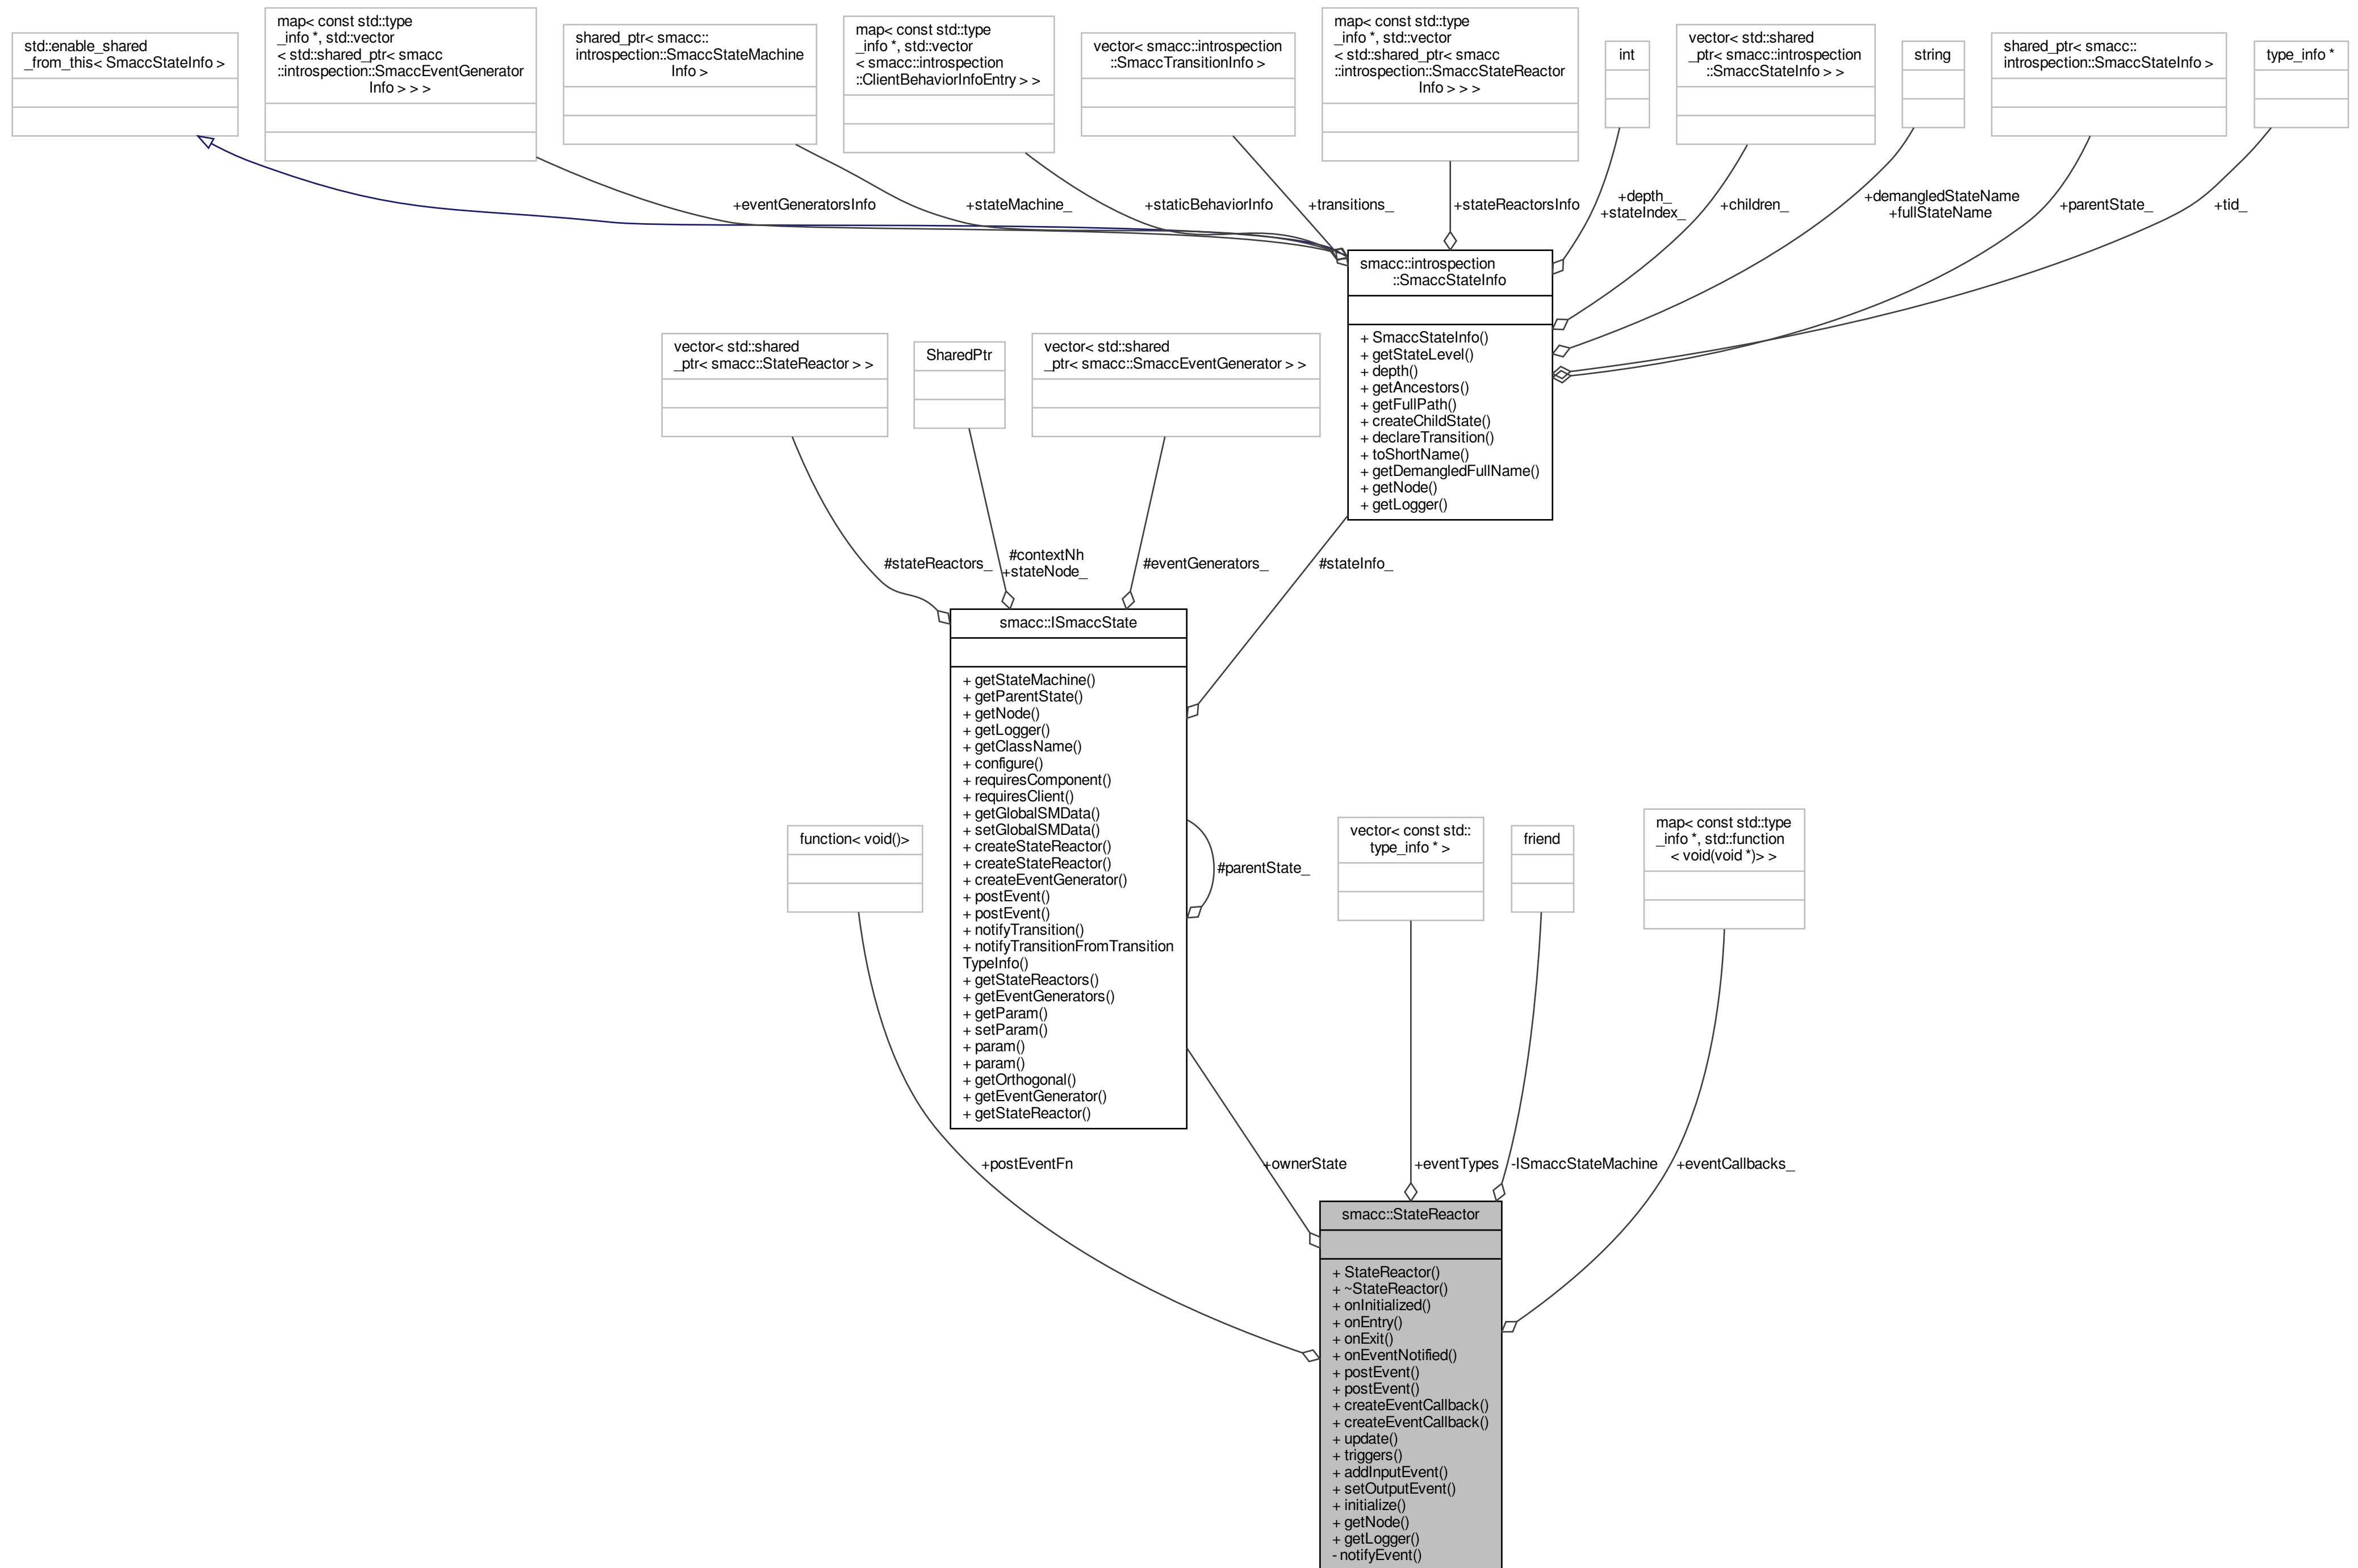 std::enable_shared
_from_this< SmaccStateInfo >
map< const std::type
_info *, std::vector
< std::shared_ptr< smacc
::introspection::SmaccEventGenerator
Info > > >
shared_ptr< smacc::
introspection::SmaccStateMachine
Info >
map< const std::type
_info *, std::vector
< smacc::introspection
::ClientBehaviorInfoEntry > >
vector< smacc::introspection
::SmaccTransitionInfo >
map< const std::type
_info *, std::vector
< std::shared_ptr< smacc
::introspection::SmaccStateReactor
Info > > >
int
vector< std::shared
_ptr< smacc::introspection
::SmaccStateInfo > >
string
shared_ptr< smacc::
introspection::SmaccStateInfo >
type_info *
+eventGeneratorsInfo
+stateMachine_
+staticBehaviorInfo
+transitions_
+stateReactorsInfo
+depth_
+stateIndex_
+children_
+demangledStateName
+fullStateName
+parentState_
+tid_
smacc::introspection
::SmaccStateInfo
+ SmaccStateInfo()
+ getStateLevel()
+ depth()
+ getAncestors()
+ getFullPath()
+ createChildState()
+ declareTransition()
+ toShortName()
+ getDemangledFullName()
+ getNode()
+ getLogger()
vector< std::shared
_ptr< smacc::StateReactor > >
SharedPtr
vector< std::shared
_ptr< smacc::SmaccEventGenerator > >
#stateReactors_
#contextNh
+stateNode_
#eventGenerators_
#stateInfo_
smacc::ISmaccState
+ getStateMachine()
+ getParentState()
+ getNode()
+ getLogger()
+ getClassName()
+ configure()
+ requiresComponent()
+ requiresClient()
+ getGlobalSMData()
+ setGlobalSMData()
+ createStateReactor()
+ createStateReactor()
+ createEventGenerator()
+ postEvent()
+ postEvent()
+ notifyTransition()
+ notifyTransitionFromTransition
TypeInfo()
+ getStateReactors()
+ getEventGenerators()
+ getParam()
+ setParam()
+ param()
+ param()
+ getOrthogonal()
+ getEventGenerator()
+ getStateReactor()
#parentState_
function< void()>
vector< const std::
type_info * >
friend
map< const std::type
_info *, std::function
< void(void *)> >
+postEventFn
+ownerState
+eventTypes
-ISmaccStateMachine
+eventCallbacks_
smacc::StateReactor
+ StateReactor()
+ ~StateReactor()
+ onInitialized()
+ onEntry()
+ onExit()
+ onEventNotified()
+ postEvent()
+ postEvent()
+ createEventCallback()
+ createEventCallback()
+ update()
+ triggers()
+ addInputEvent()
+ setOutputEvent()
+ initialize()
+ getNode()
+ getLogger()
- notifyEvent()